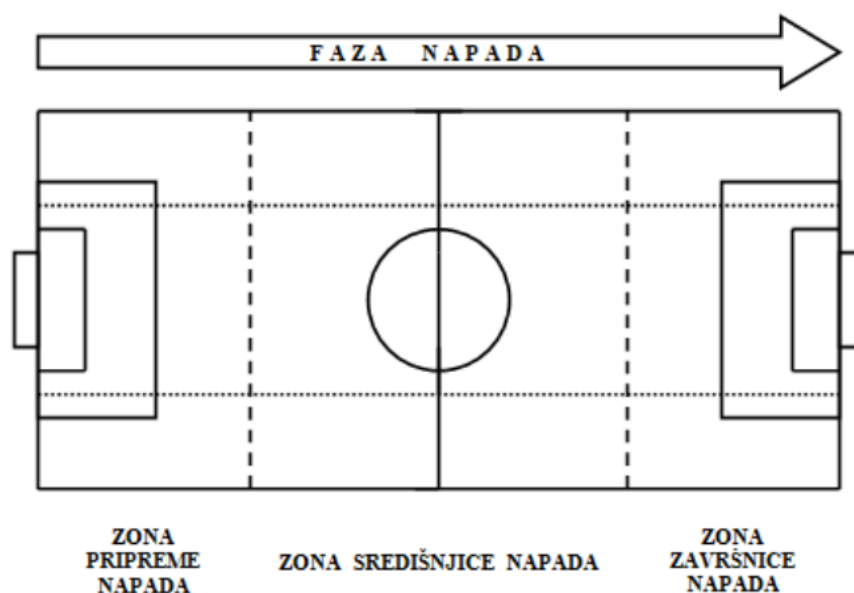 FAZA NAPADA
ZONA
PRIPREME
NAPADA
ZONA SREDIŠNJICE NAPADA
ZONA
ZAVRŠNICE
NAPADA